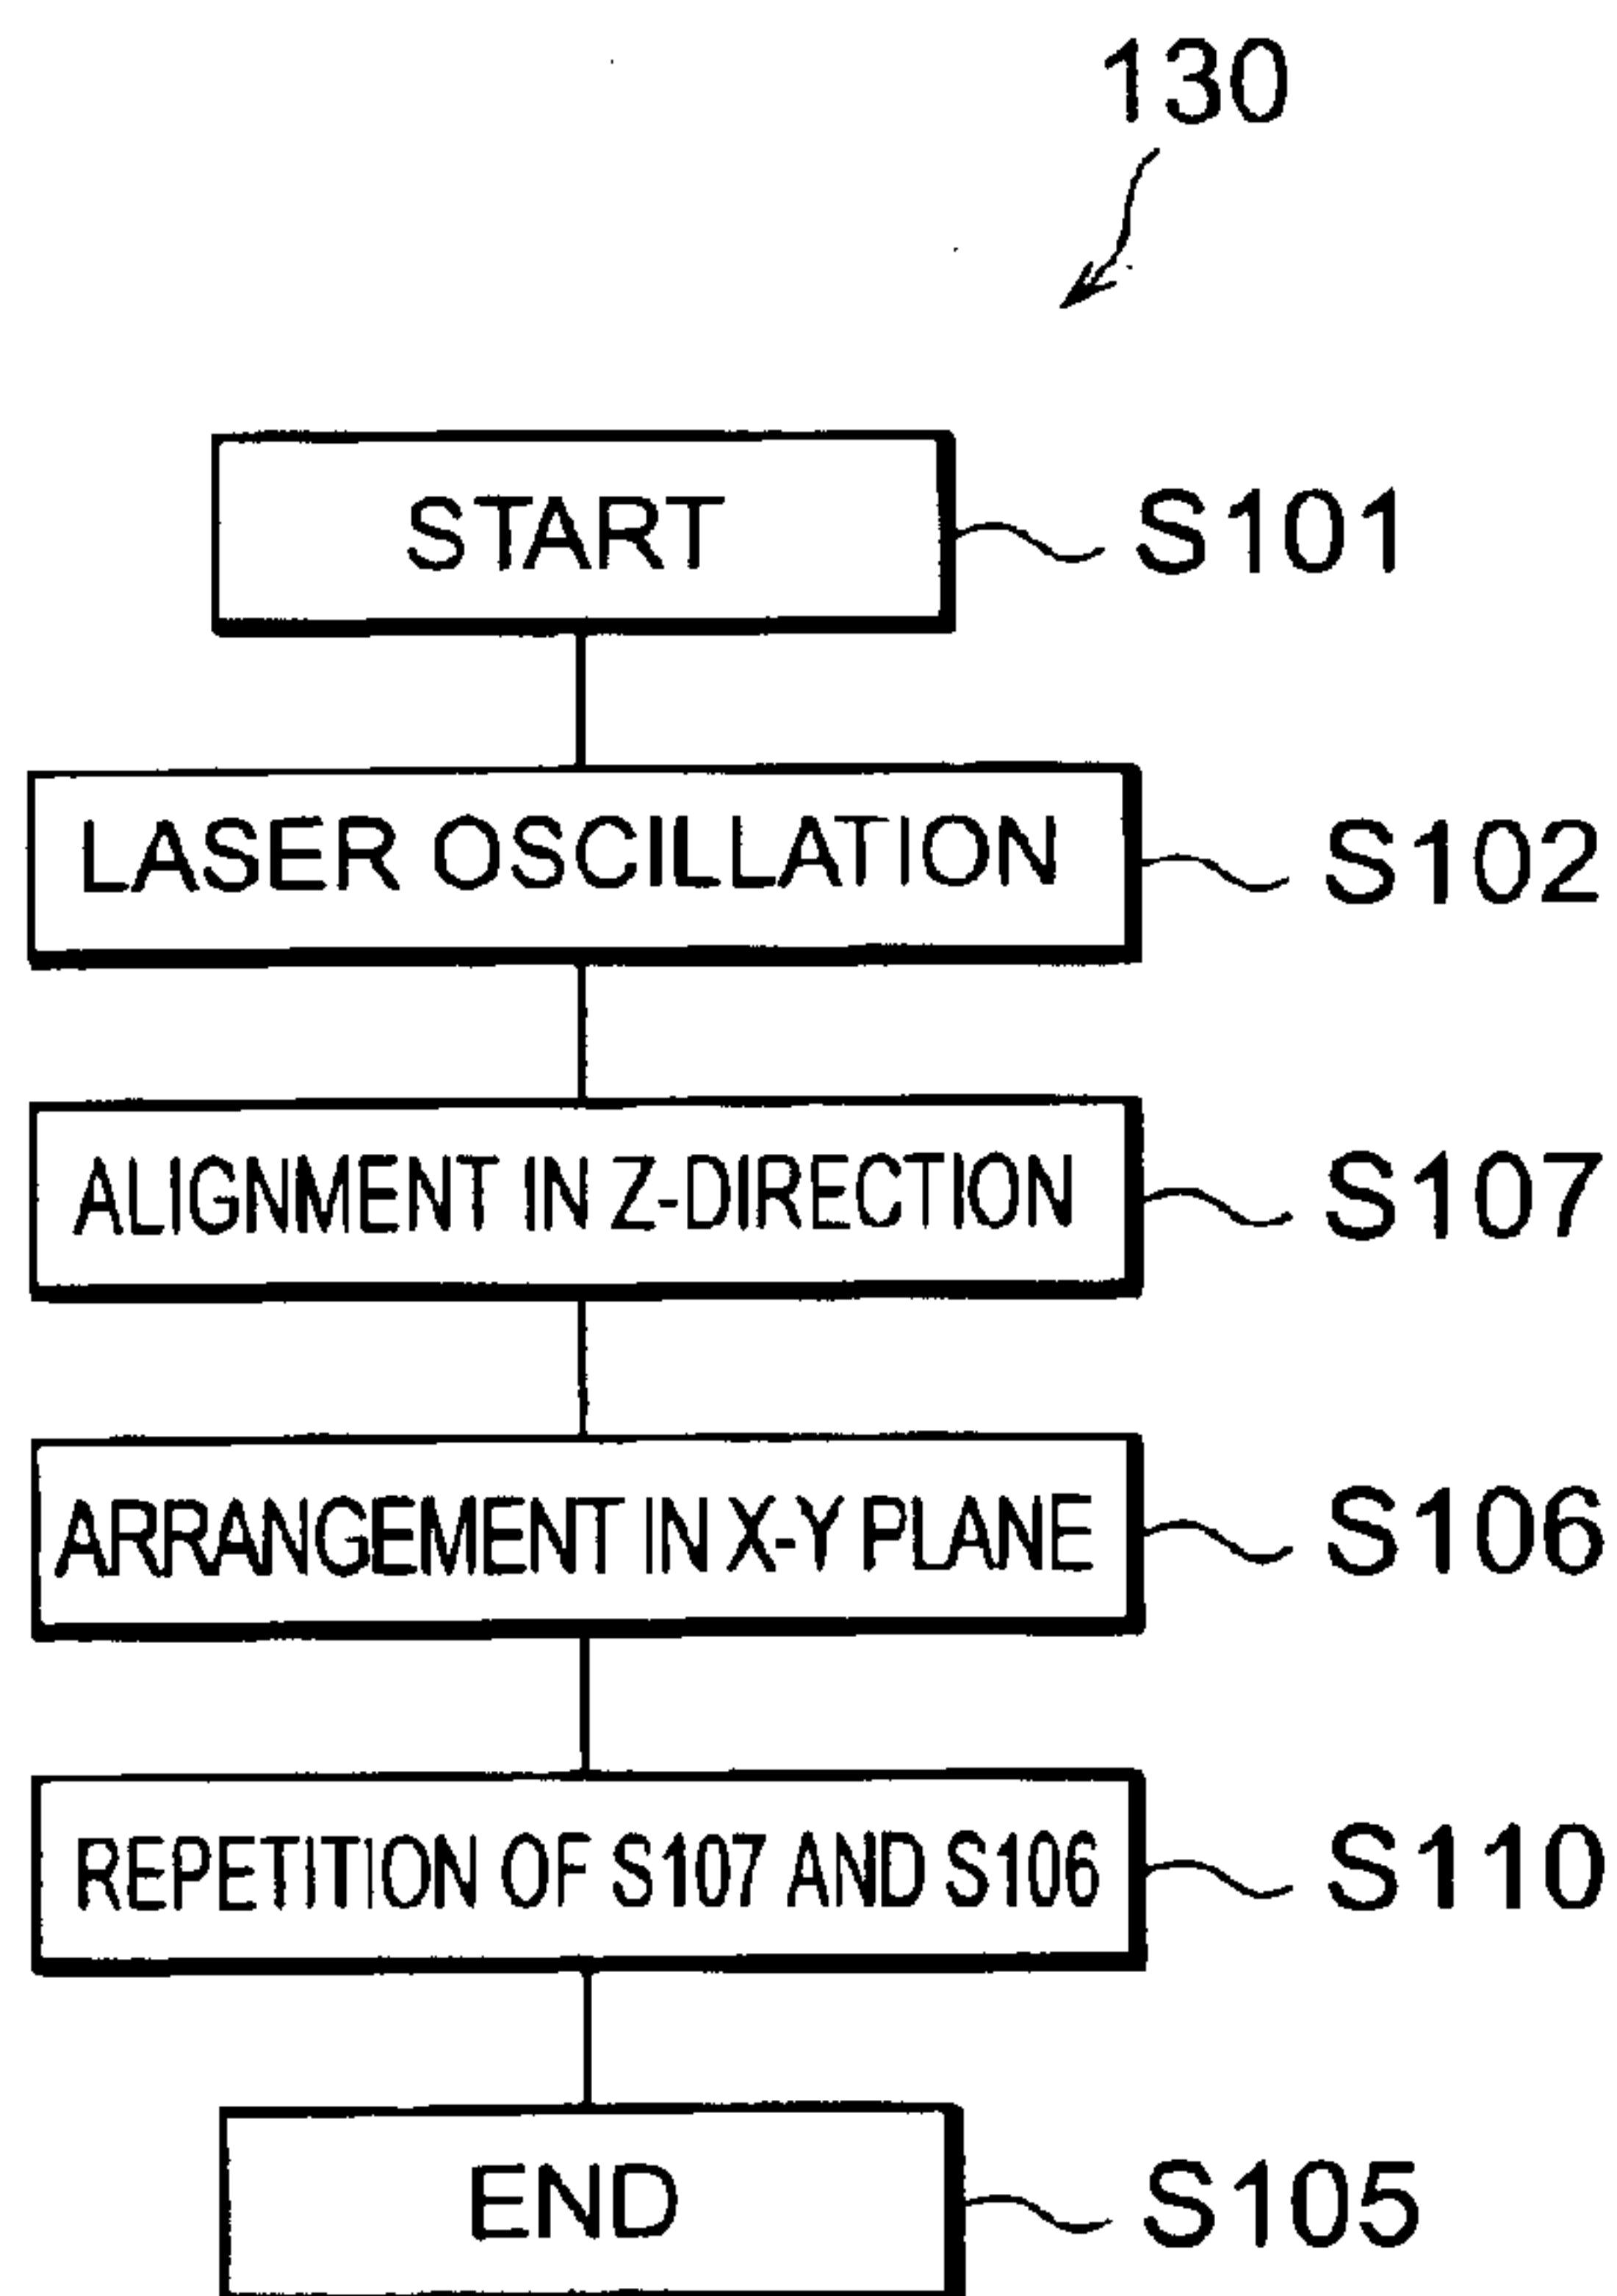 130
START
S101
LASER OSCILLATION
S102
ALIGNMENT IN Z-DIRECTION
S107
ARRANGEMENT IN X-Y PLANE
S106
REPETITION OF S107 AND S106
S110
END
S105